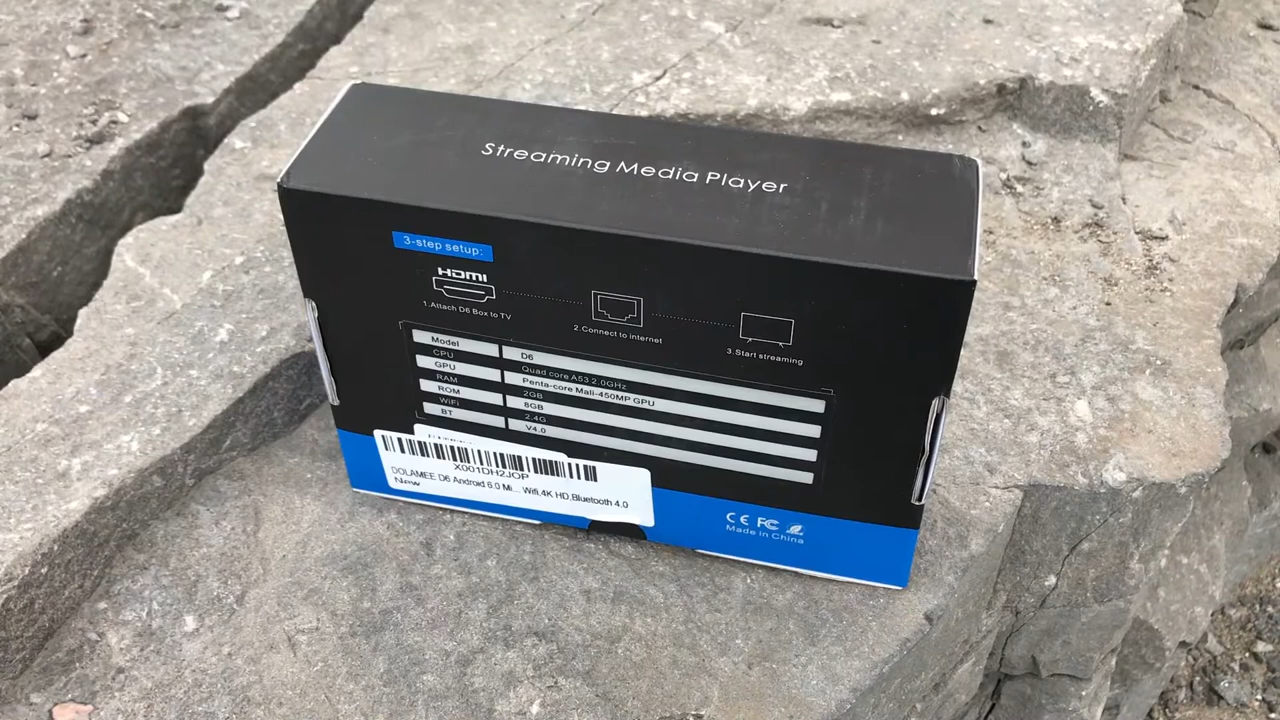 Streaming Media Player
3-step setup:
HDMI
1.Attach D6 Box to TV
2.Connect to internet
3.Start streaming
Model D6
CPU Quad core A53 2.0GHz
GPU Penta-core Mali-450MP GPU
RAM 2GB
ROM 8GB
WiFi 2.4G
BT V4.0
X001DH2JOP
DOLAMEE D6 Android 6.0 Mi... Wifi,4K HD,Bluetooth 4.0
New
CE FC
Made in China